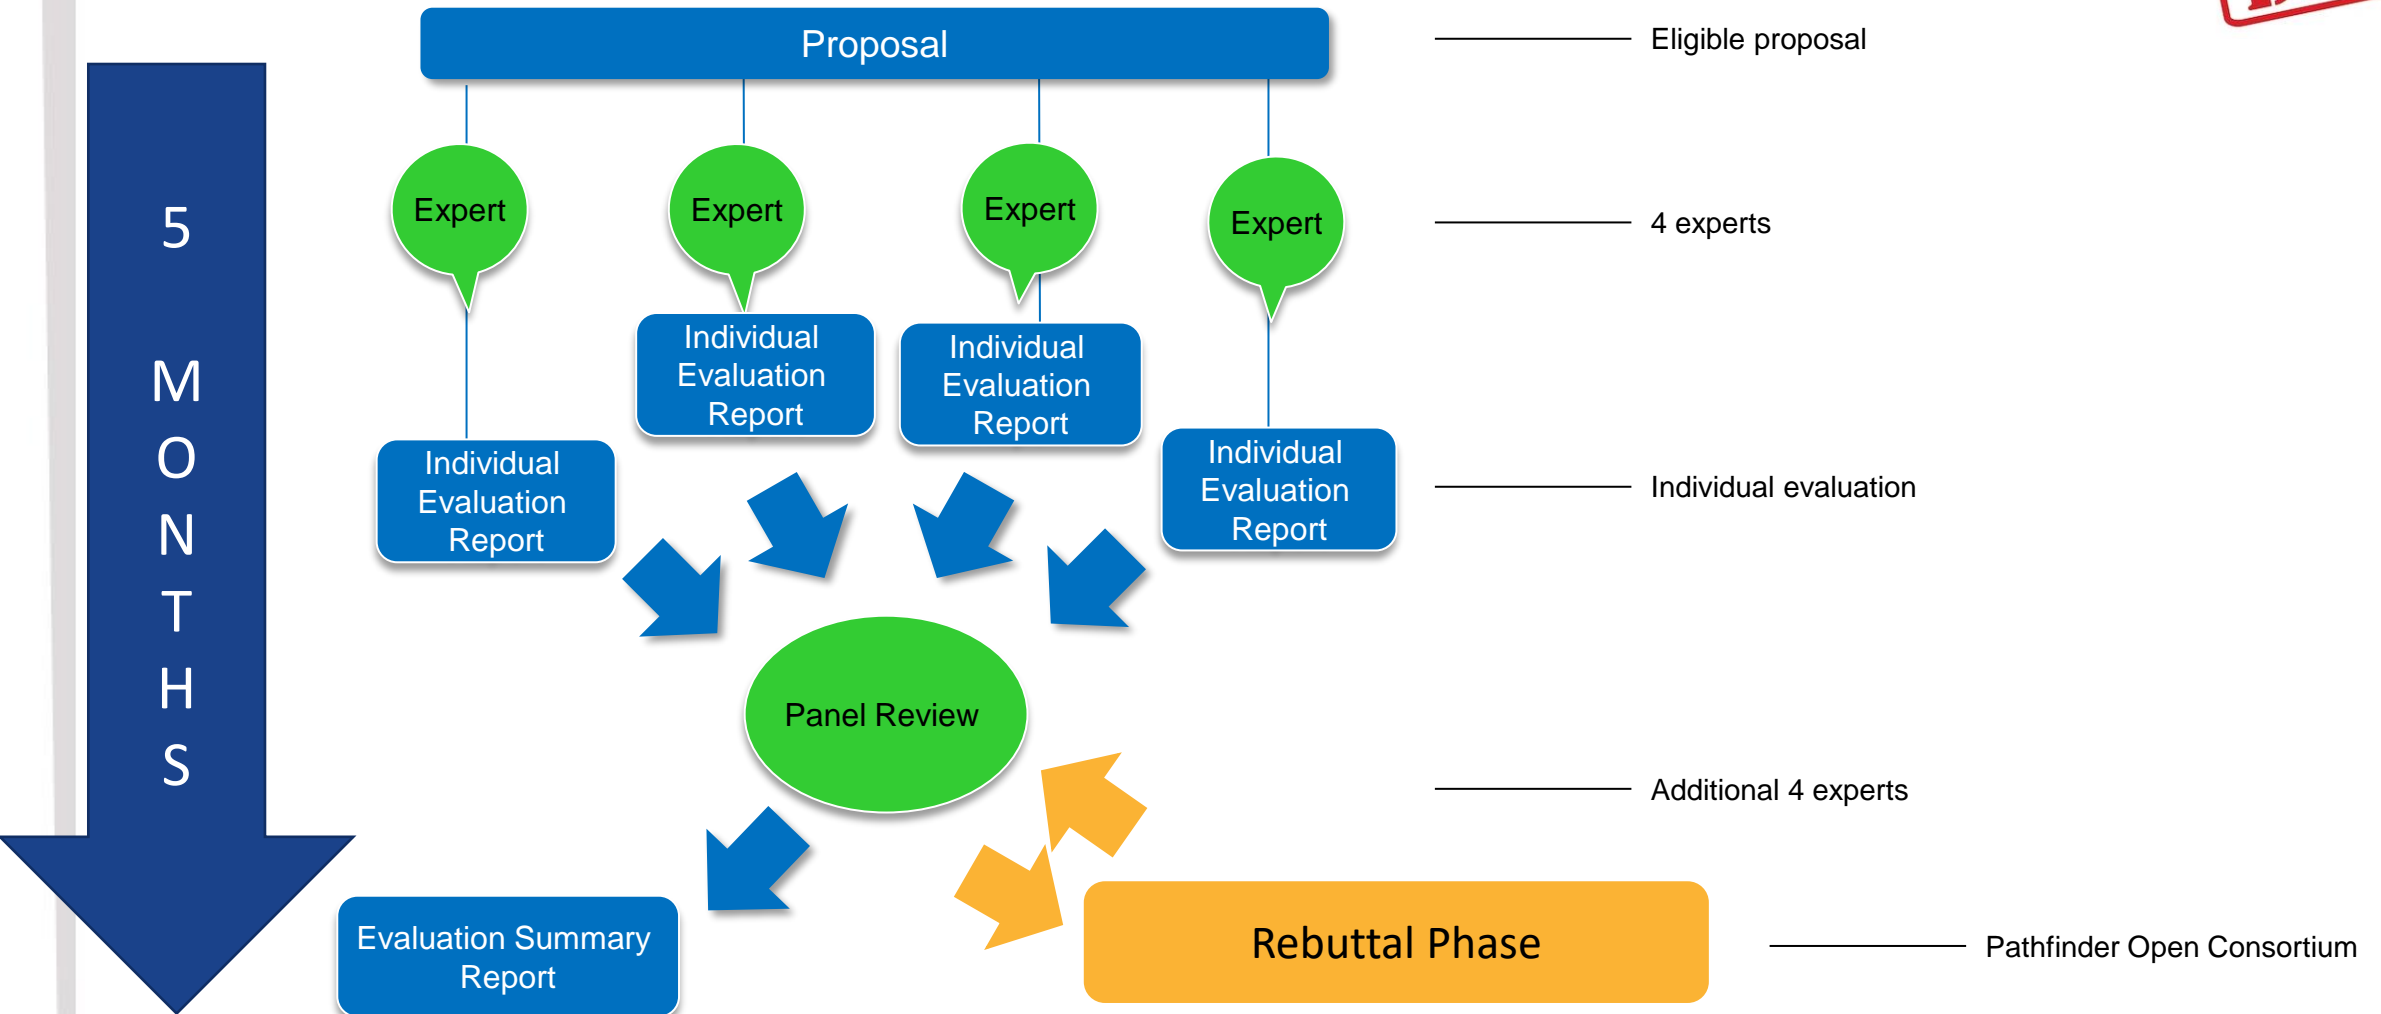 Proposal
Eligible proposal
Expert
Expert
Expert
Expert
4 experts
5
MONTHS
Individual
Evaluation
Report
Individual
Evaluation
Report
Individual
Evaluation
Report
Individual
Evaluation
Report
Individual evaluation
Panel Review
Additional 4 experts
Evaluation Summary
Report
Rebuttal Phase
Pathfinder Open Consortium